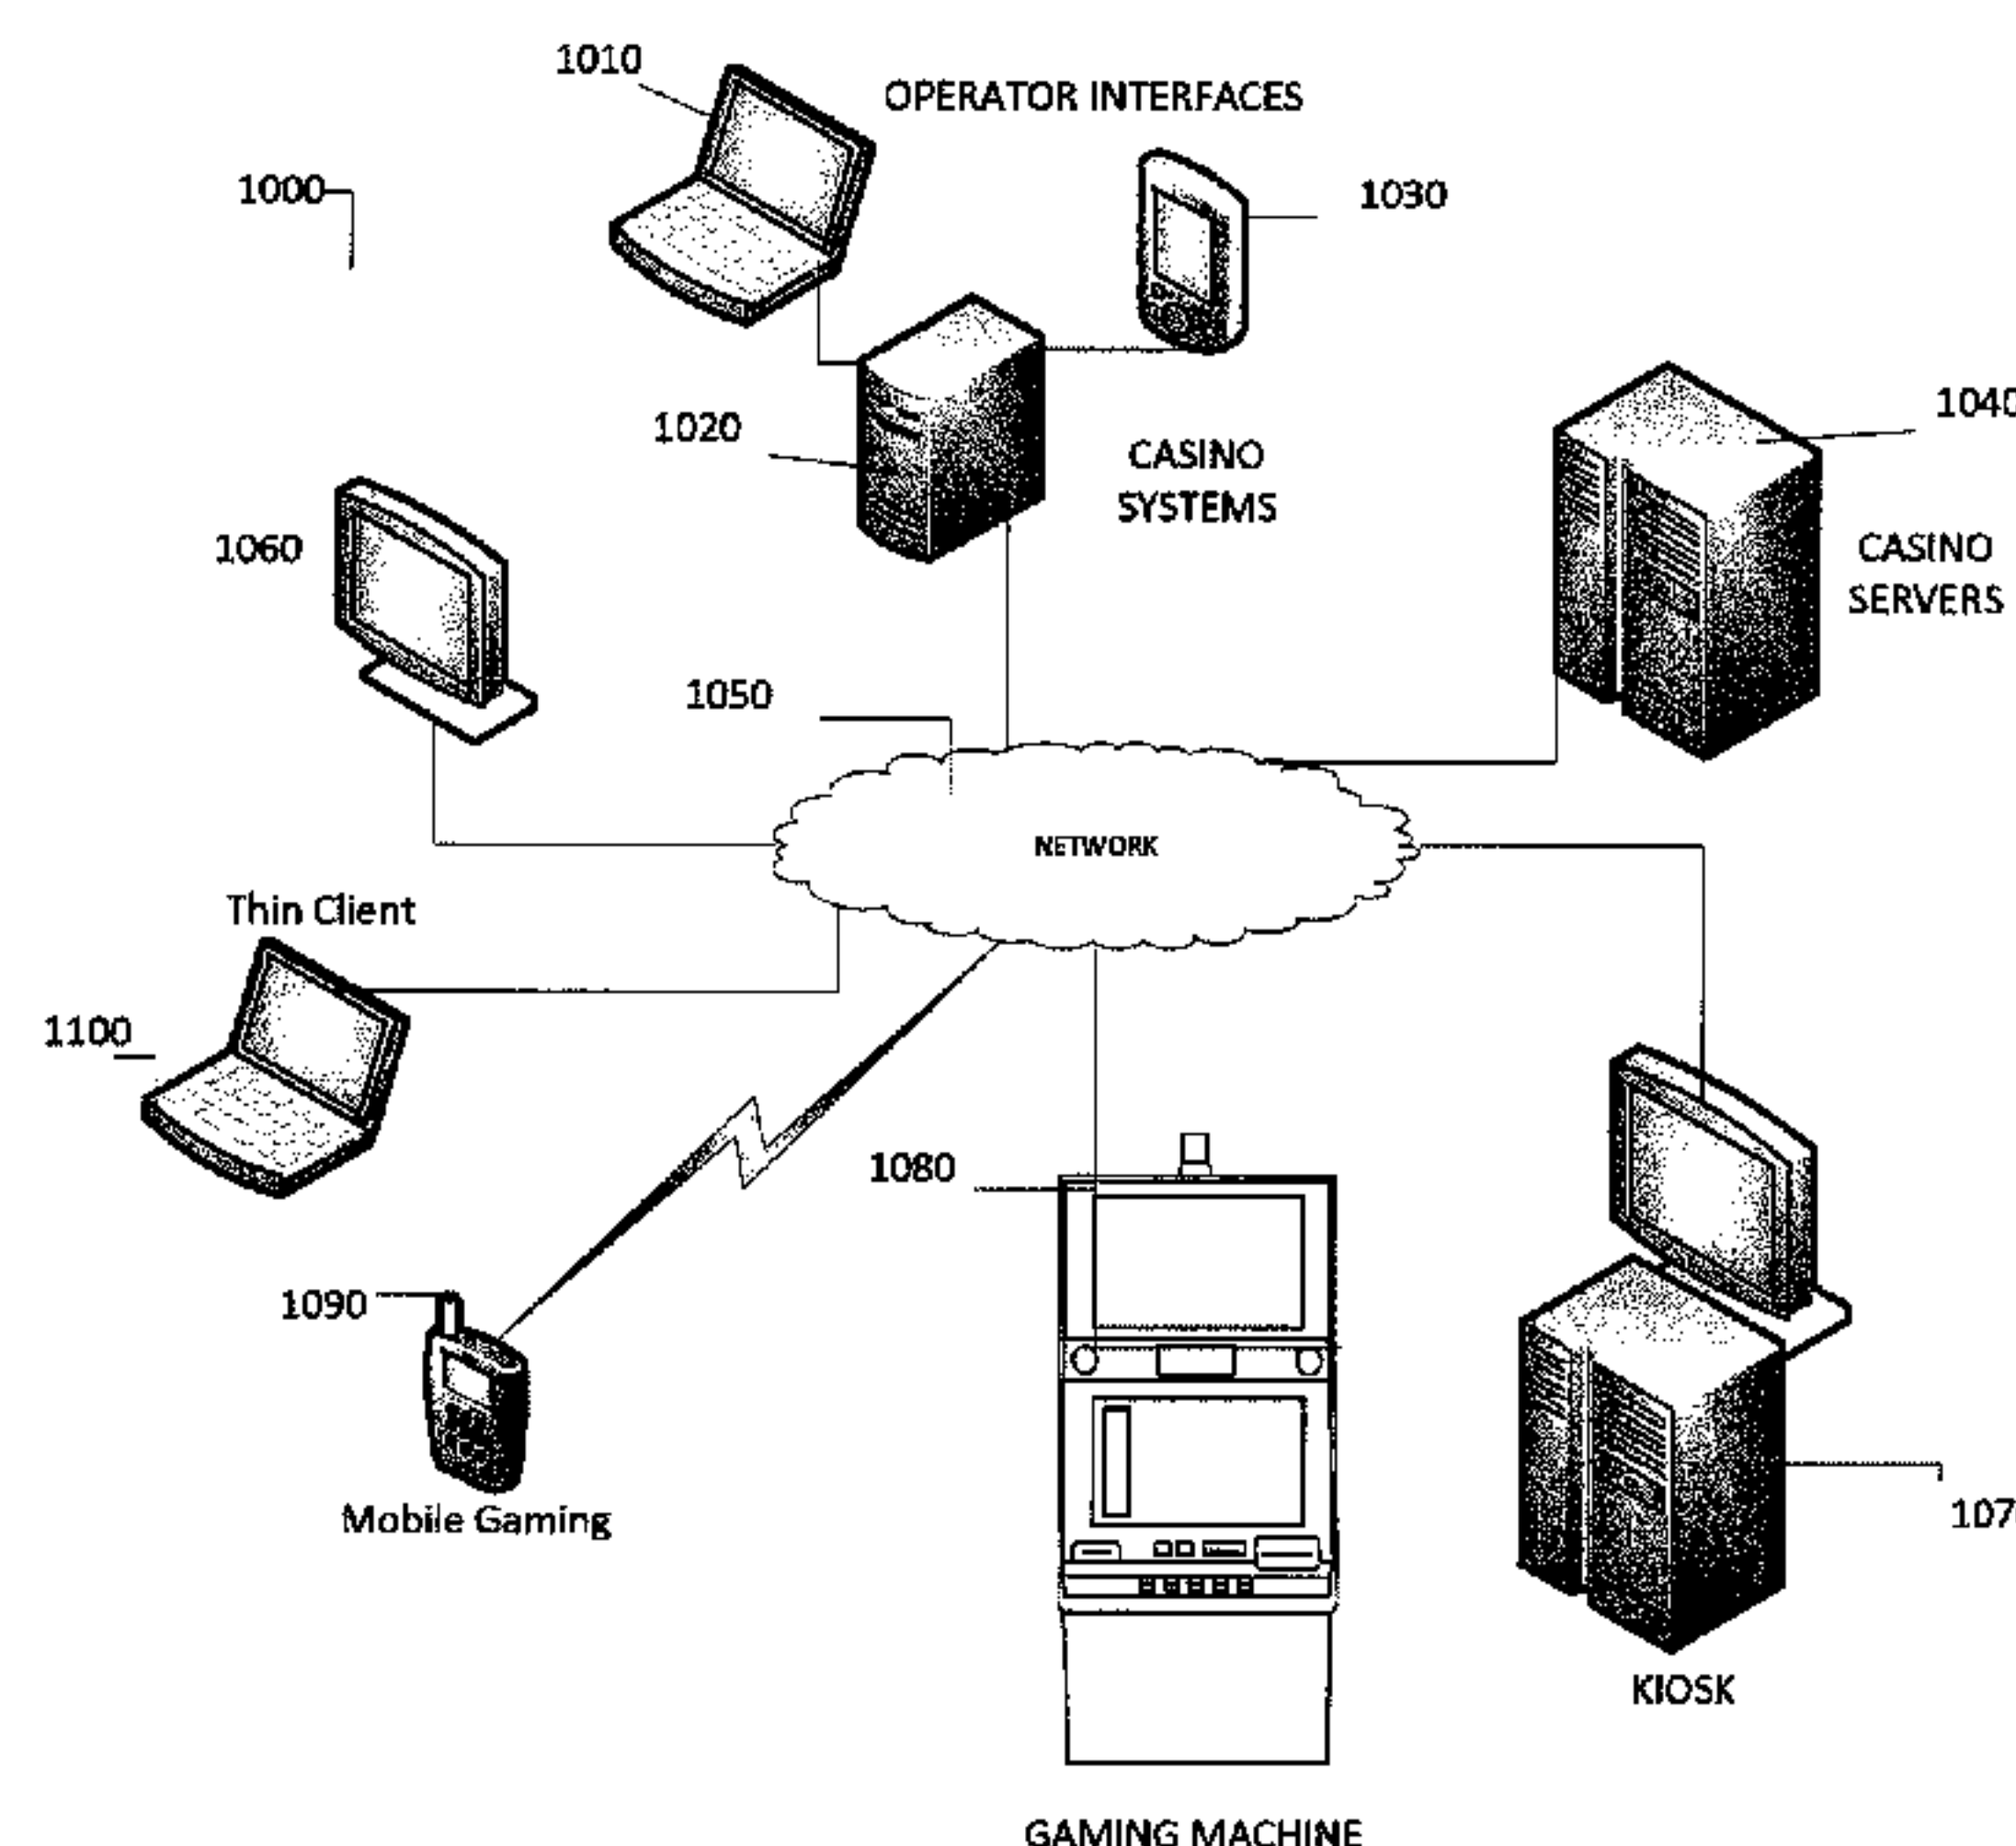 1010
OPERATOR INTERFACES
1000
1030
1040
1020
CASINO
SYSTEMS
CASINO
SERVERS
1060
1050
NETWORK
Thin Client
1100
1080
1090
Mobile Gaming
107
KIOSK
GAMING MACHINE